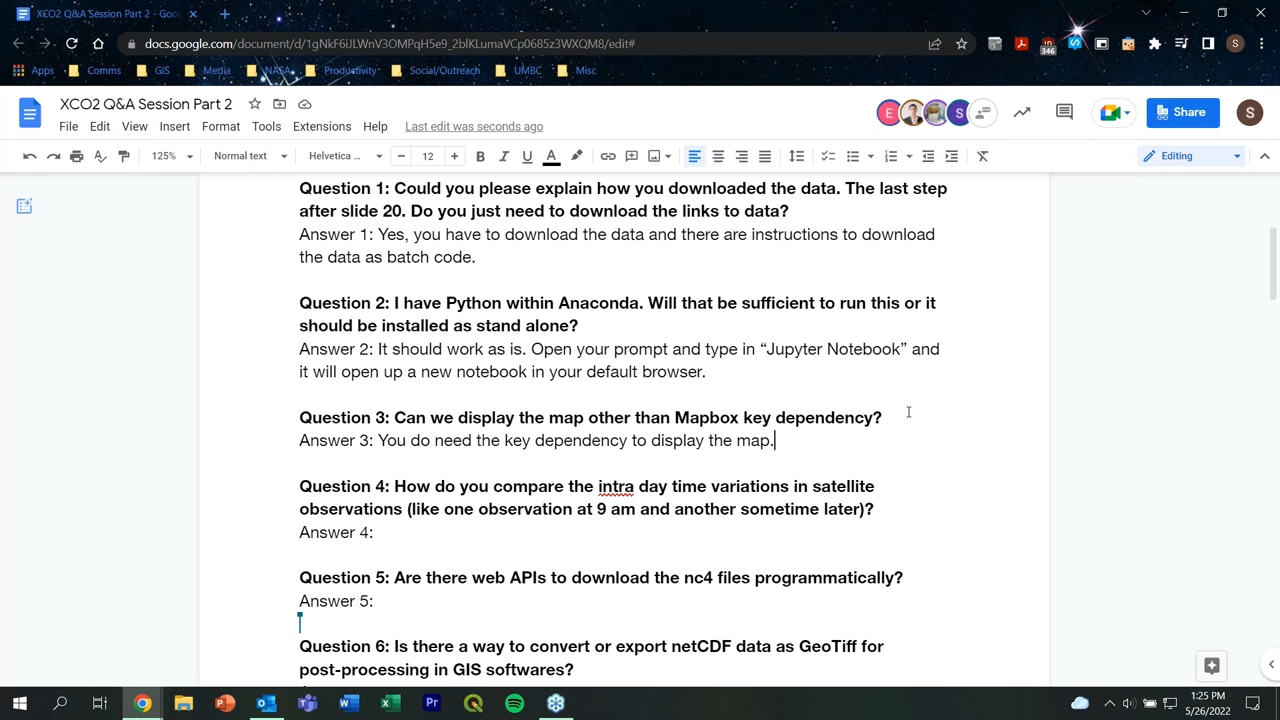 XCO2 Q&A Session Part 2 - Goo
docs.google.com/document/d/1gNkF6iJLWnV3OMPqH5e9_2blKLumaVCp0685z3WXQM8/edit#
346
S
Apps Comms GIS Media NASA Productivity Social/Outreach UMBC Misc
XCO2 Q&A Session Part 2
E S Share S
File Edit View Insert Format Tools Extensions Help Last edit was seconds ago
125% Normal text Helvetica ... 12 B I U A Editing
Question 1: Could you please explain how you downloaded the data. The last step
after slide 20. Do you just need to download the links to data?
Answer 1: Yes, you have to download the data and there are instructions to download
the data as batch code.
Question 2: I have Python within Anaconda. Will that be sufficient to run this or it
should be installed as stand alone?
Answer 2: It should work as is. Open your prompt and type in “Jupyter Notebook” and
it will open up a new notebook in your default browser.
Question 3: Can we display the map other than Mapbox key dependency?
Answer 3: You do need the key dependency to display the map.
Question 4: How do you compare the intra day time variations in satellite
observations (like one observation at 9 am and another sometime later)?
Answer 4:
Question 5: Are there web APIs to download the nc4 files programmatically?
Answer 5:
Question 6: Is there a way to convert or export netCDF data as GeoTiff for
post-processing in GIS softwares?
1:25 PM
5/26/2022